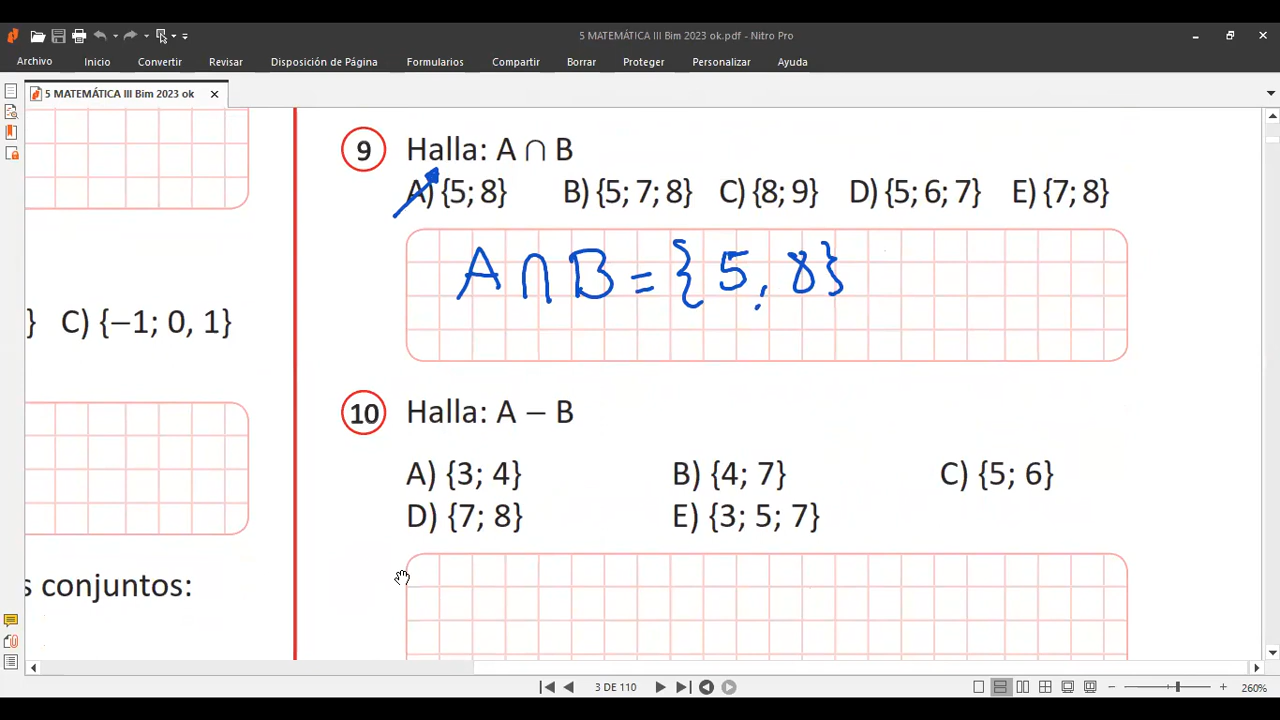 5 MATEMÁTICA III Bim 2023 ok.pdf - Nitro Pro
Archivo Inicio Convertir Revisar Disposición de Página Formularios Compartir Borrar Proteger Personalizar Ayuda
5 MATEMÁTICA III Bim 2023 ok
} C) {−1; 0, 1}
s conjuntos:
9 Halla: A ∩ B
A) {5; 8} B) {5; 7; 8} C) {8; 9} D) {5; 6; 7} E) {7; 8}
A ∩ B = { 5, 8}
10 Halla: A − B
A) {3; 4} B) {4; 7} C) {5; 6}
D) {7; 8} E) {3; 5; 7}
3 DE 110
260%